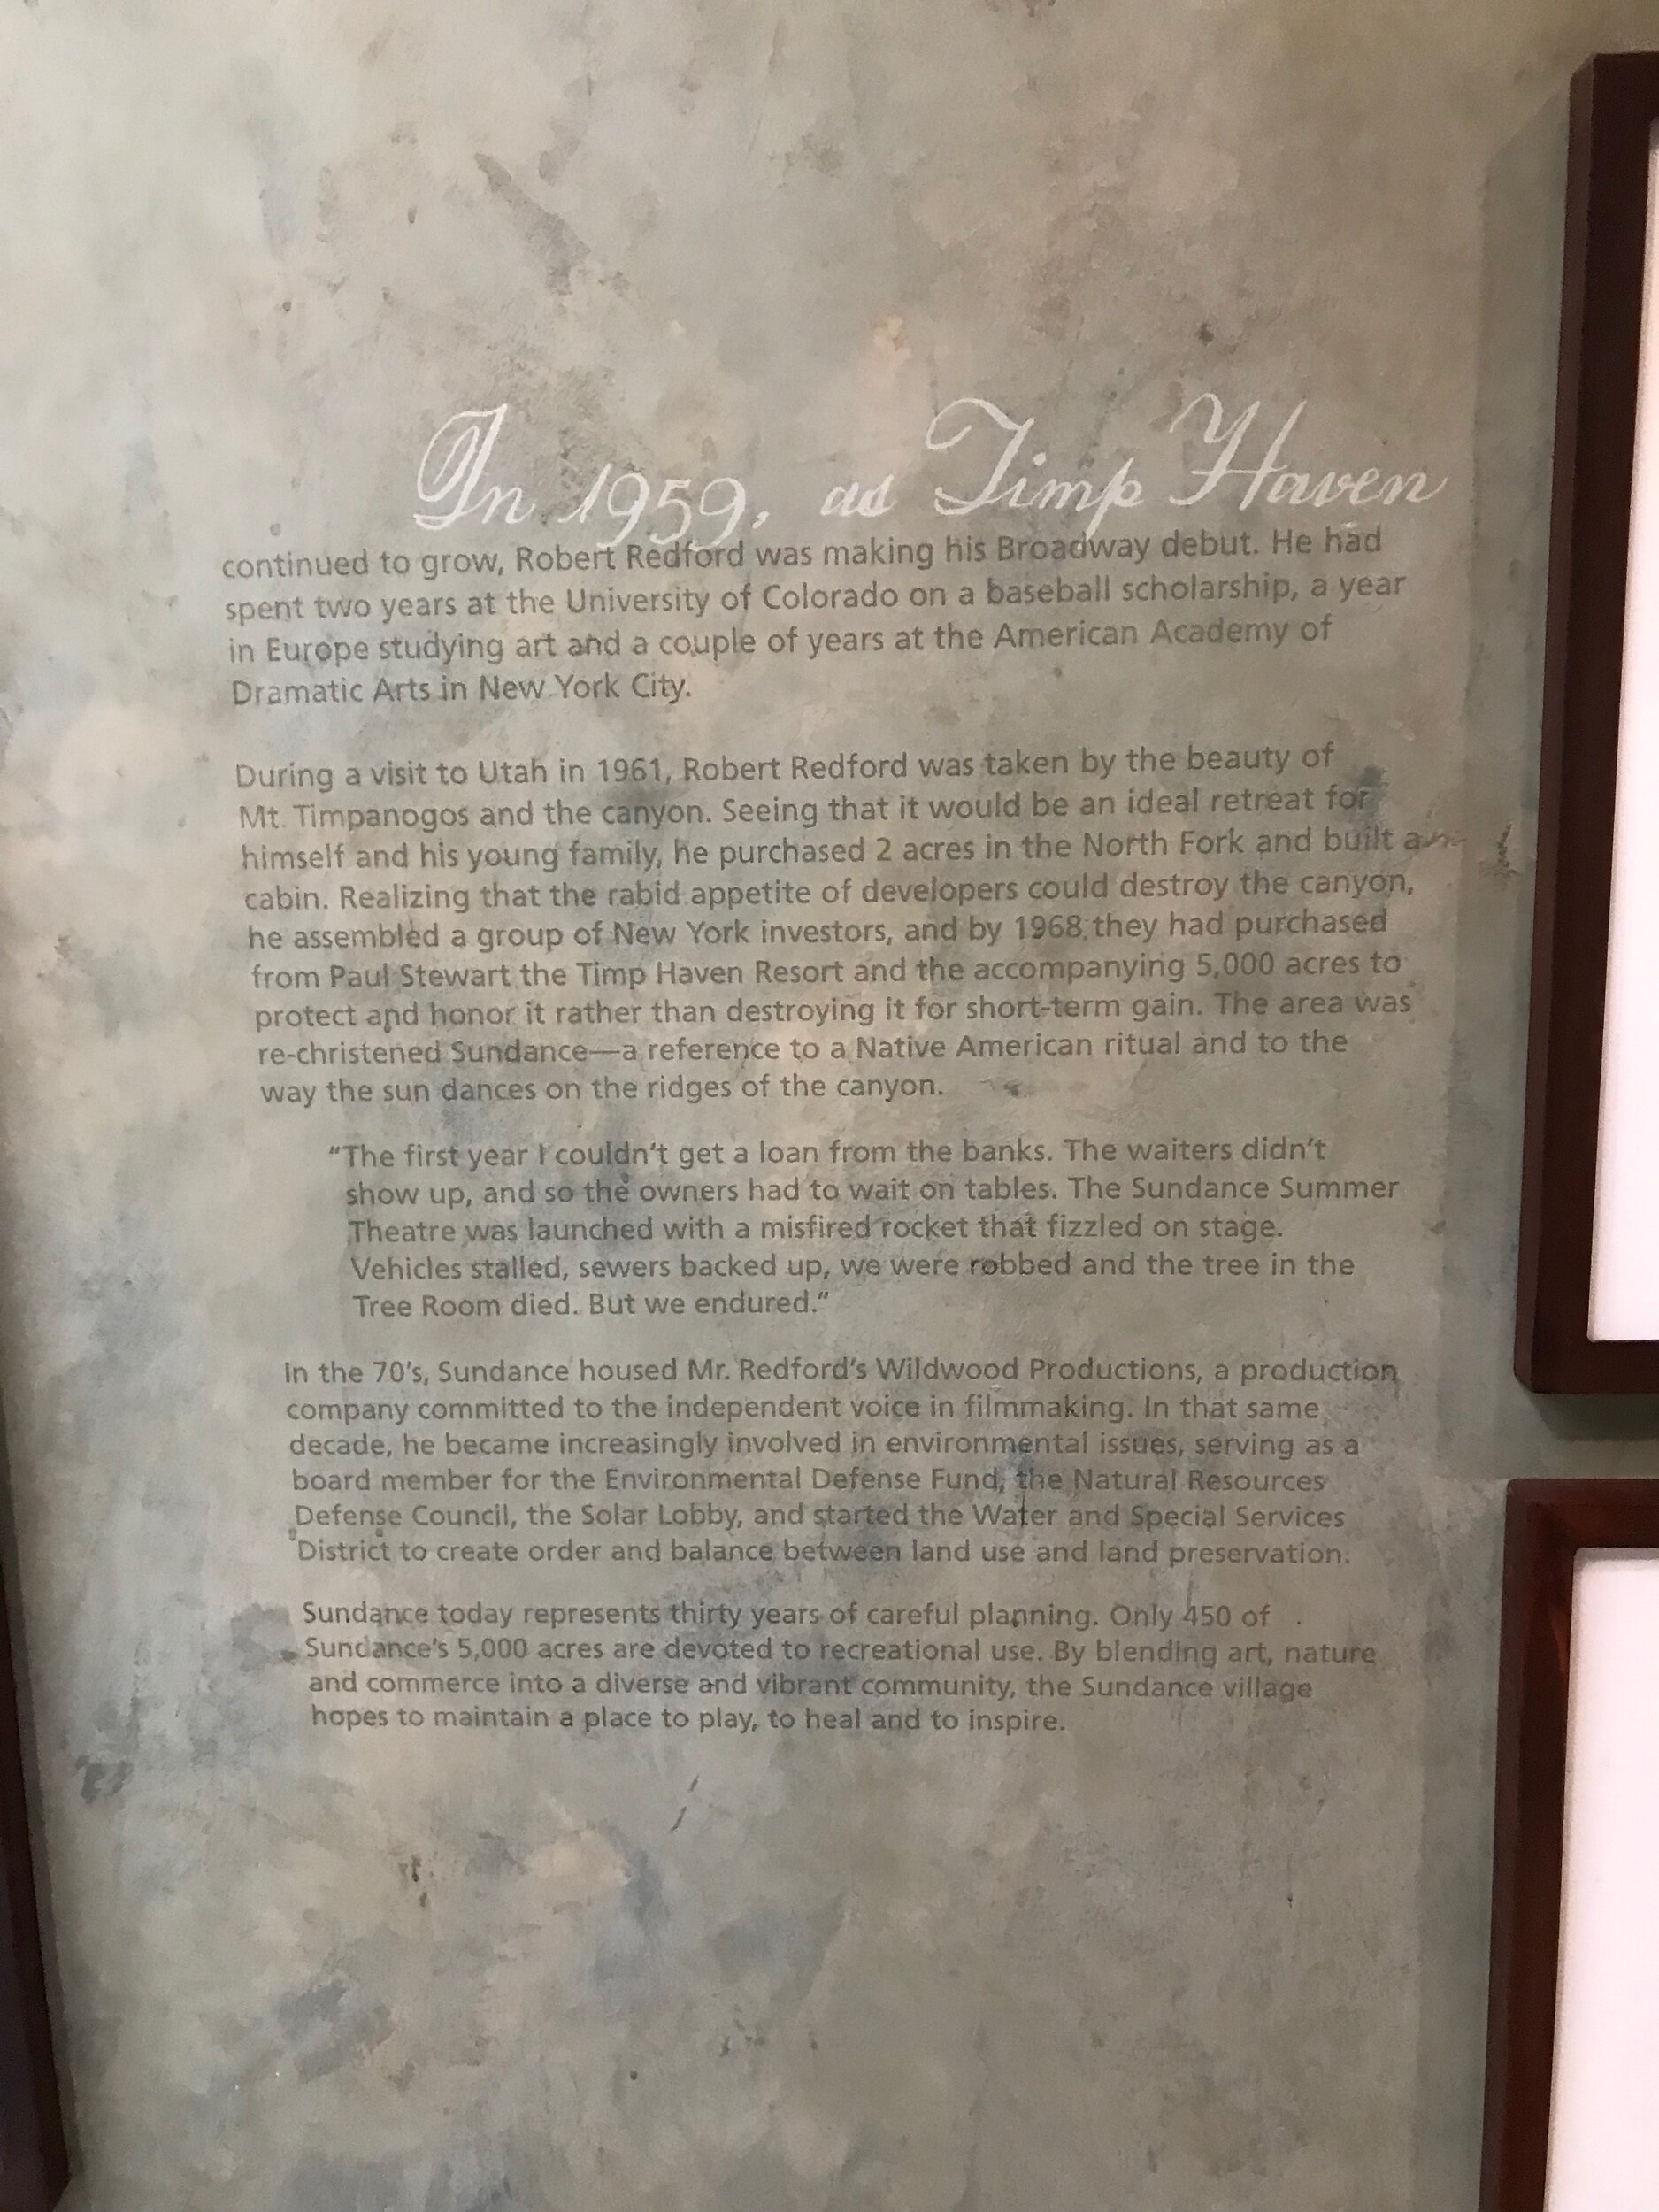 In 1959, as Timp Haven
continued to grow, Robert Redford was making his Broadway debut. He had
spent two years at the University of Colorado on a baseball scholarship, a year
in Europe studying art and a couple of years at the American Academy of
Dramatic Arts in New York City.
During a visit to Utah in 1961, Robert Redford was taken by the beauty of
Mt. Timpanogos and the canyon. Seeing that it would be an ideal retreat for
himself and his young family, he purchased 2 acres in the North Fork and built a
cabin. Realizing that the rabid appetite of developers could destroy the canyon,
he assembled a group of New York investors, and by 1968 they had purchased
from Paul Stewart the Timp Haven Resort and the accompanying 5,000 acres to
protect and honor it rather than destroying it for short-term gain. The area was
re-christened Sundance—a reference to a Native American ritual and to the
way the sun dances on the ridges of the canyon.
“The first year I couldn’t get a loan from the banks. The waiters didn’t
show up, and so the owners had to wait on tables. The Sundance Summer
Theatre was launched with a misfired rocket that fizzled on stage.
Vehicles stalled, sewers backed up, we were robbed and the tree in the
Tree Room died. But we endured.”
In the 70’s, Sundance housed Mr. Redford’s Wildwood Productions, a production
company committed to the independent voice in filmmaking. In that same
decade, he became increasingly involved in environmental issues, serving as a
board member for the Environmental Defense Fund, the Natural Resources
Defense Council, the Solar Lobby, and started the Water and Special Services
District to create order and balance between land use and land preservation.
Sundance today represents thirty years of careful planning. Only 450 of
Sundance’s 5,000 acres are devoted to recreational use. By blending art, nature
and commerce into a diverse and vibrant community, the Sundance village
hopes to maintain a place to play, to heal and to inspire.